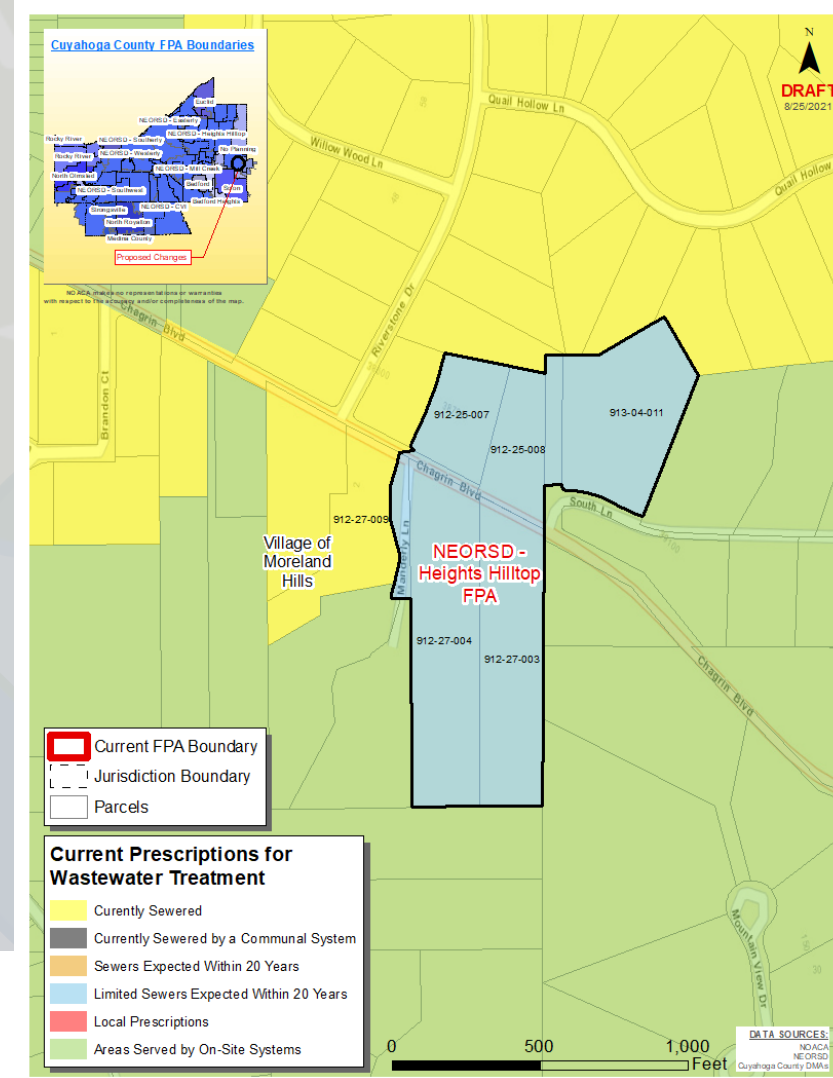 Cuyahoga County FPA Boundaries
Euclid
NEORSD - Easterly
Rocky River
NEORSD - Southerly
NEORSD - Heights Hilltop
Rocky River
NEORSD - Westerly
No Planning
North Olmsted
NEORSD - Mill Creek
NEORSD - Southwest
Bedford
Solon
Strongsville
NEORSD - CVI
Bedford Heights
North Royalton
Medina County
Proposed Changes
NOACA makes no representations or warranties
with respect to the accuracy and/or completeness of the map.
N
DRAFT
8/25/2021
Quail Hollow Ln
Willow Wood Ln
Quail Hollow
Riverstone Dr
Chagrin Blvd
Brandon Ct
912-25-007
913-04-011
912-25-008
Chagrin Blvd
South Ln
912-27-009
Manderly Ln
Village of
Moreland
Hills
NEORSD -
Heights Hilltop
FPA
912-27-004
912-27-003
Chagrin Blvd
Mountain View Dr
30
Current FPA Boundary
Jurisdiction Boundary
Parcels
Current Prescriptions for
Wastewater Treatment
Curently Sewered
Currently Sewered by a Communal System
Sewers Expected Within 20 Years
Limited Sewers Expected Within 20 Years
Local Prescriptions
Areas Served by On-Site Systems
0 500 1,000
Feet
DATA SOURCES:
NOACA
NEORSD
Cuyahoga County DMAs